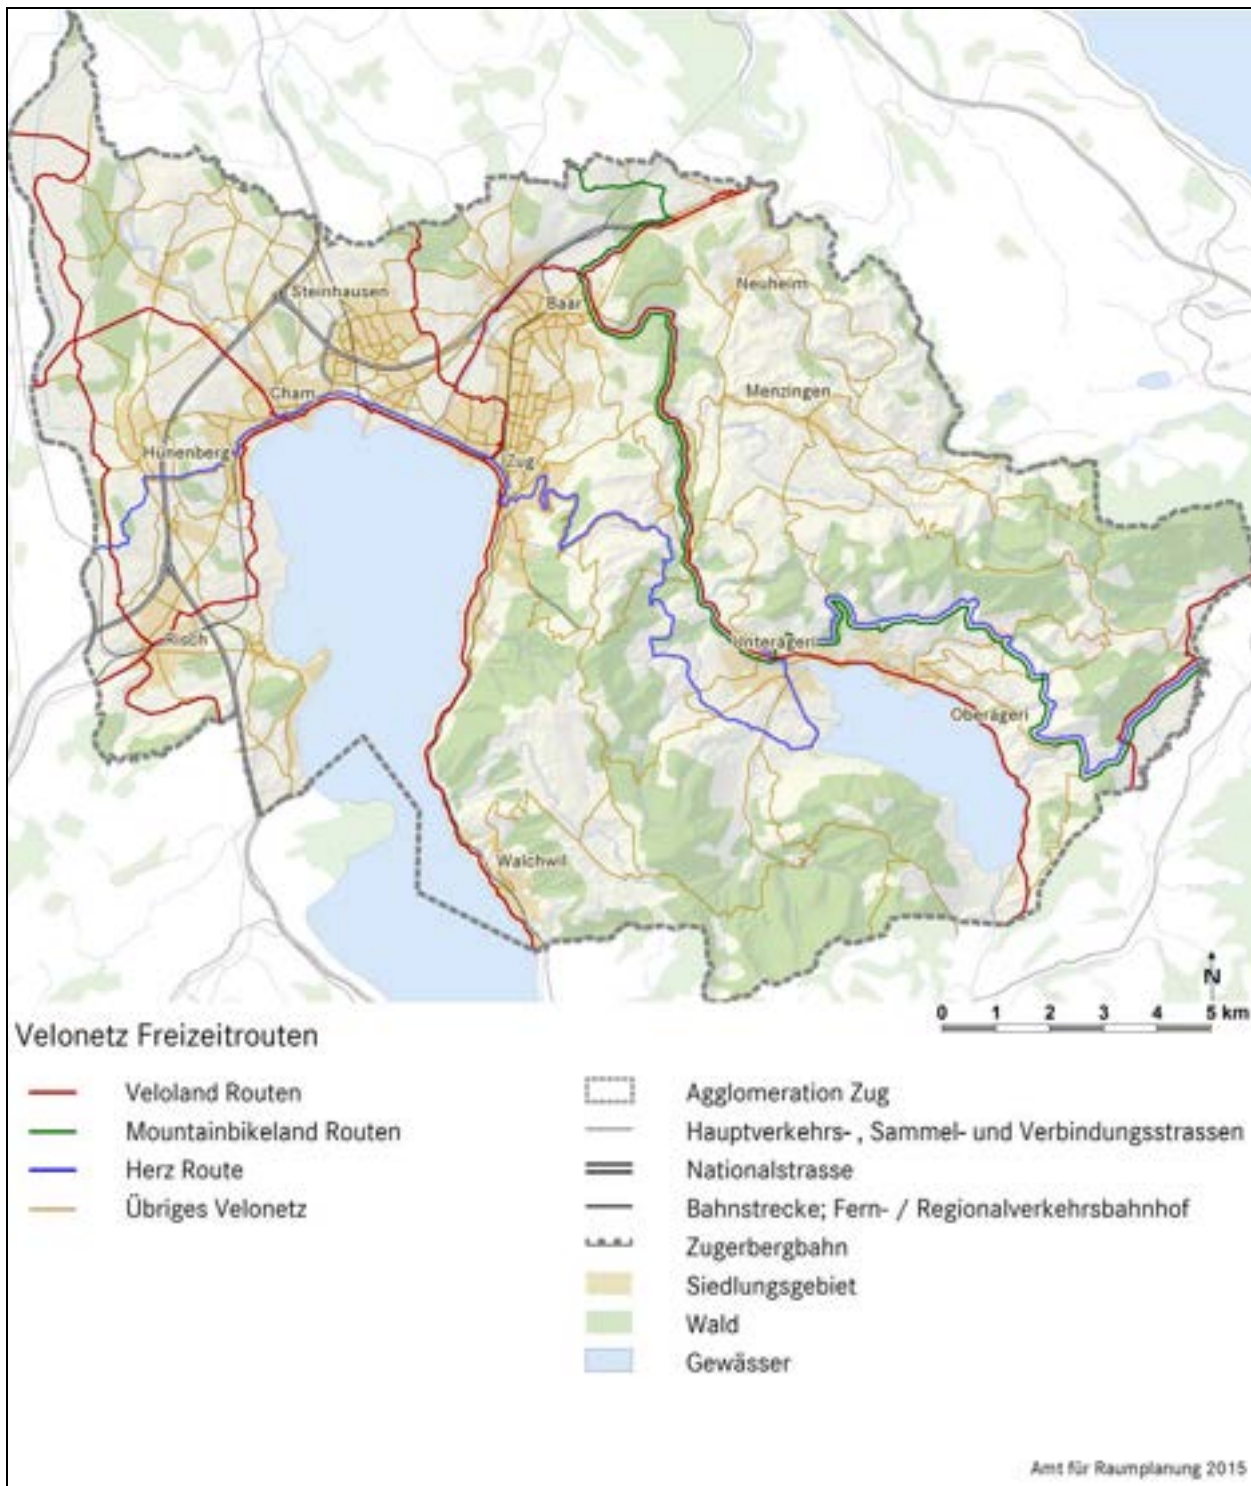 Steinhausen
Baar
Neuheim
Cham
Menzingen
Hünenberg
Zug
Risch
Unterägeri
Oberägeri
Walchwil
N
0 1 2 3 4 5 km
Velonetz Freizeitrouten
Veloland Routen
Mountainbikeland Routen
Herz Route
Übriges Velonetz
Agglomeration Zug
Hauptverkehrs- , Sammel- und Verbindungsstrassen
Nationalstrasse
Bahnstrecke; Fern- / Regionalverkehrsbahnhof
Zugerbergbahn
Siedlungsgebiet
Wald
Gewässer
Amt für Raumplanung 2015